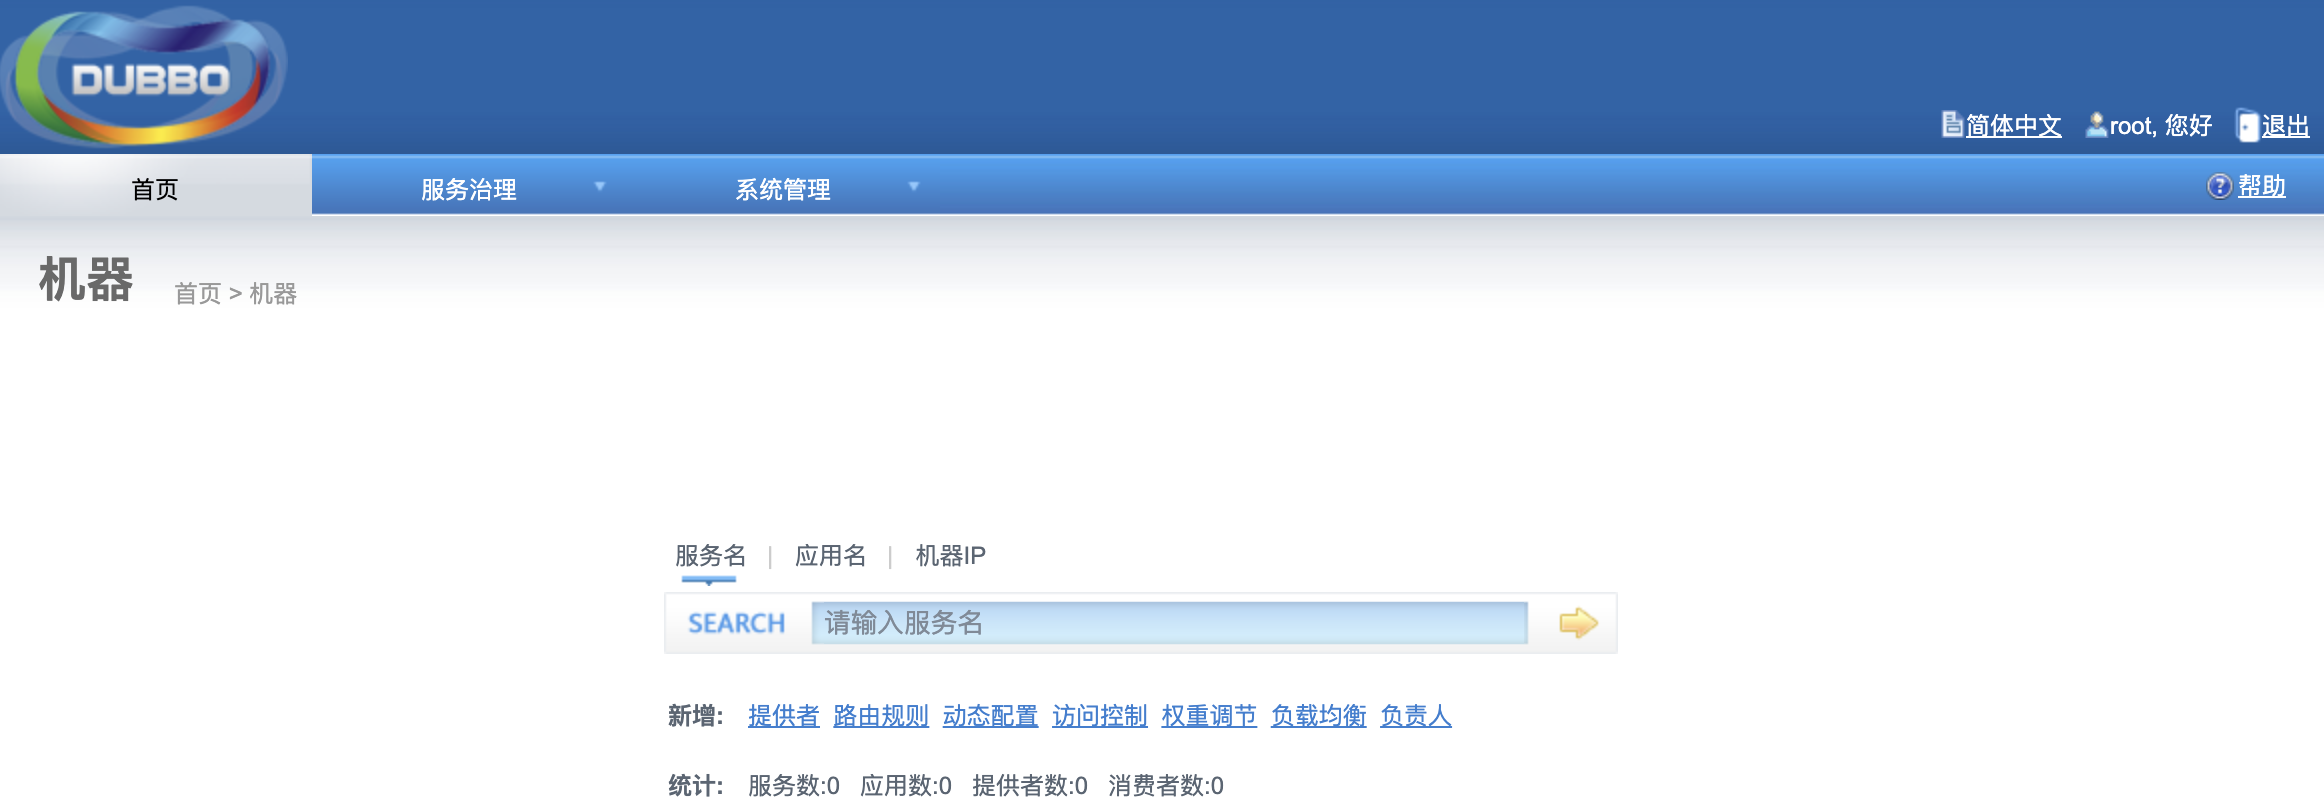 DUBBO
简体中文 root, 您好 退出
首页 服务治理 系统管理 帮助
机器 首页 > 机器
服务名 | 应用名 | 机器IP
SEARCH 请输入服务名
新增: 提供者 路由规则 动态配置 访问控制 权重调节 负载均衡 负责人
统计: 服务数:0 应用数:0 提供者数:0 消费者数:0